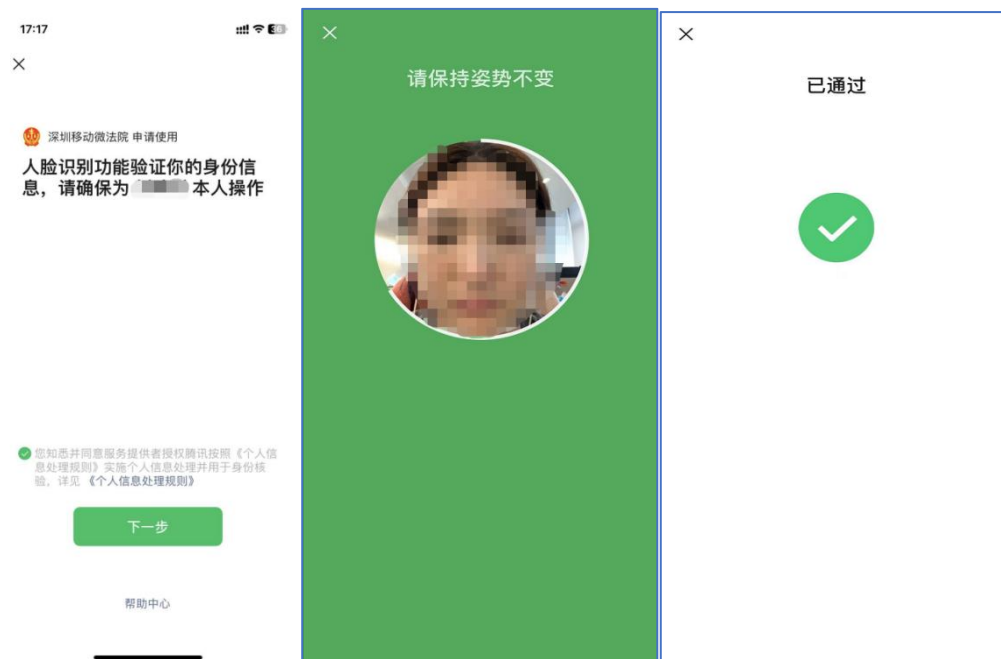 17:17
36
深圳移动微法院 申请使用
人脸识别功能验证你的身份信
息，请确保为 本人操作
您知悉并同意服务提供者授权腾讯按照《个人信
息处理规则》实施个人信息处理并用于身份核
验，详见 《个人信息处理规则》
下一步
帮助中心
请保持姿势不变
已通过